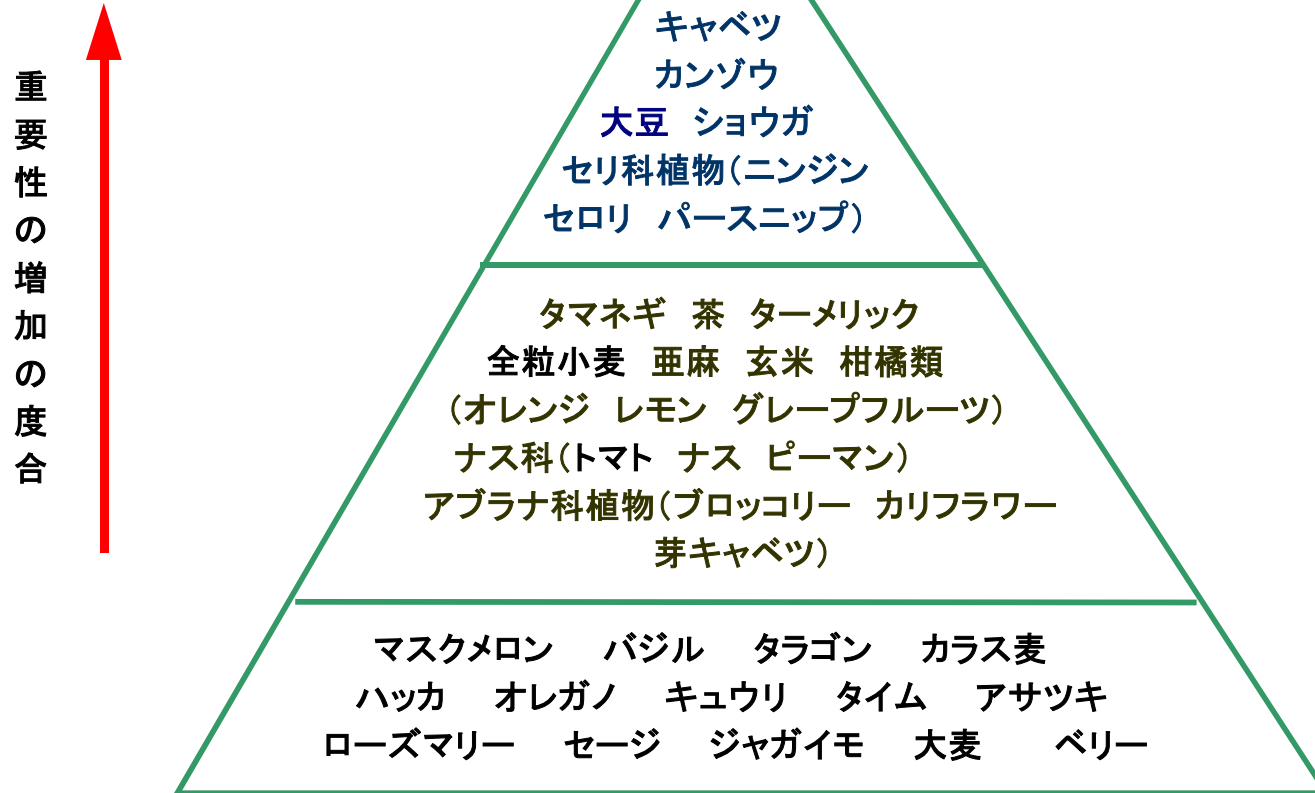 重要性の増加の度合
キャベツ
カンゾウ
大豆 ショウガ
セリ科植物(ニンジン
セロリ パースニップ)
タマネギ 茶 ターメリック
全粒小麦 亜麻 玄米 柑橘類
(オレンジ レモン グレープフルーツ)
ナス科(トマト ナス ピーマン)
アブラナ科植物(ブロッコリー カリフラワー
芽キャベツ)
マスクメロン バジル タラゴン カラス麦
ハッカ オレガノ キュウリ タイム アサツキ
ローズマリー セージ ジャガイモ 大麦 ベリー